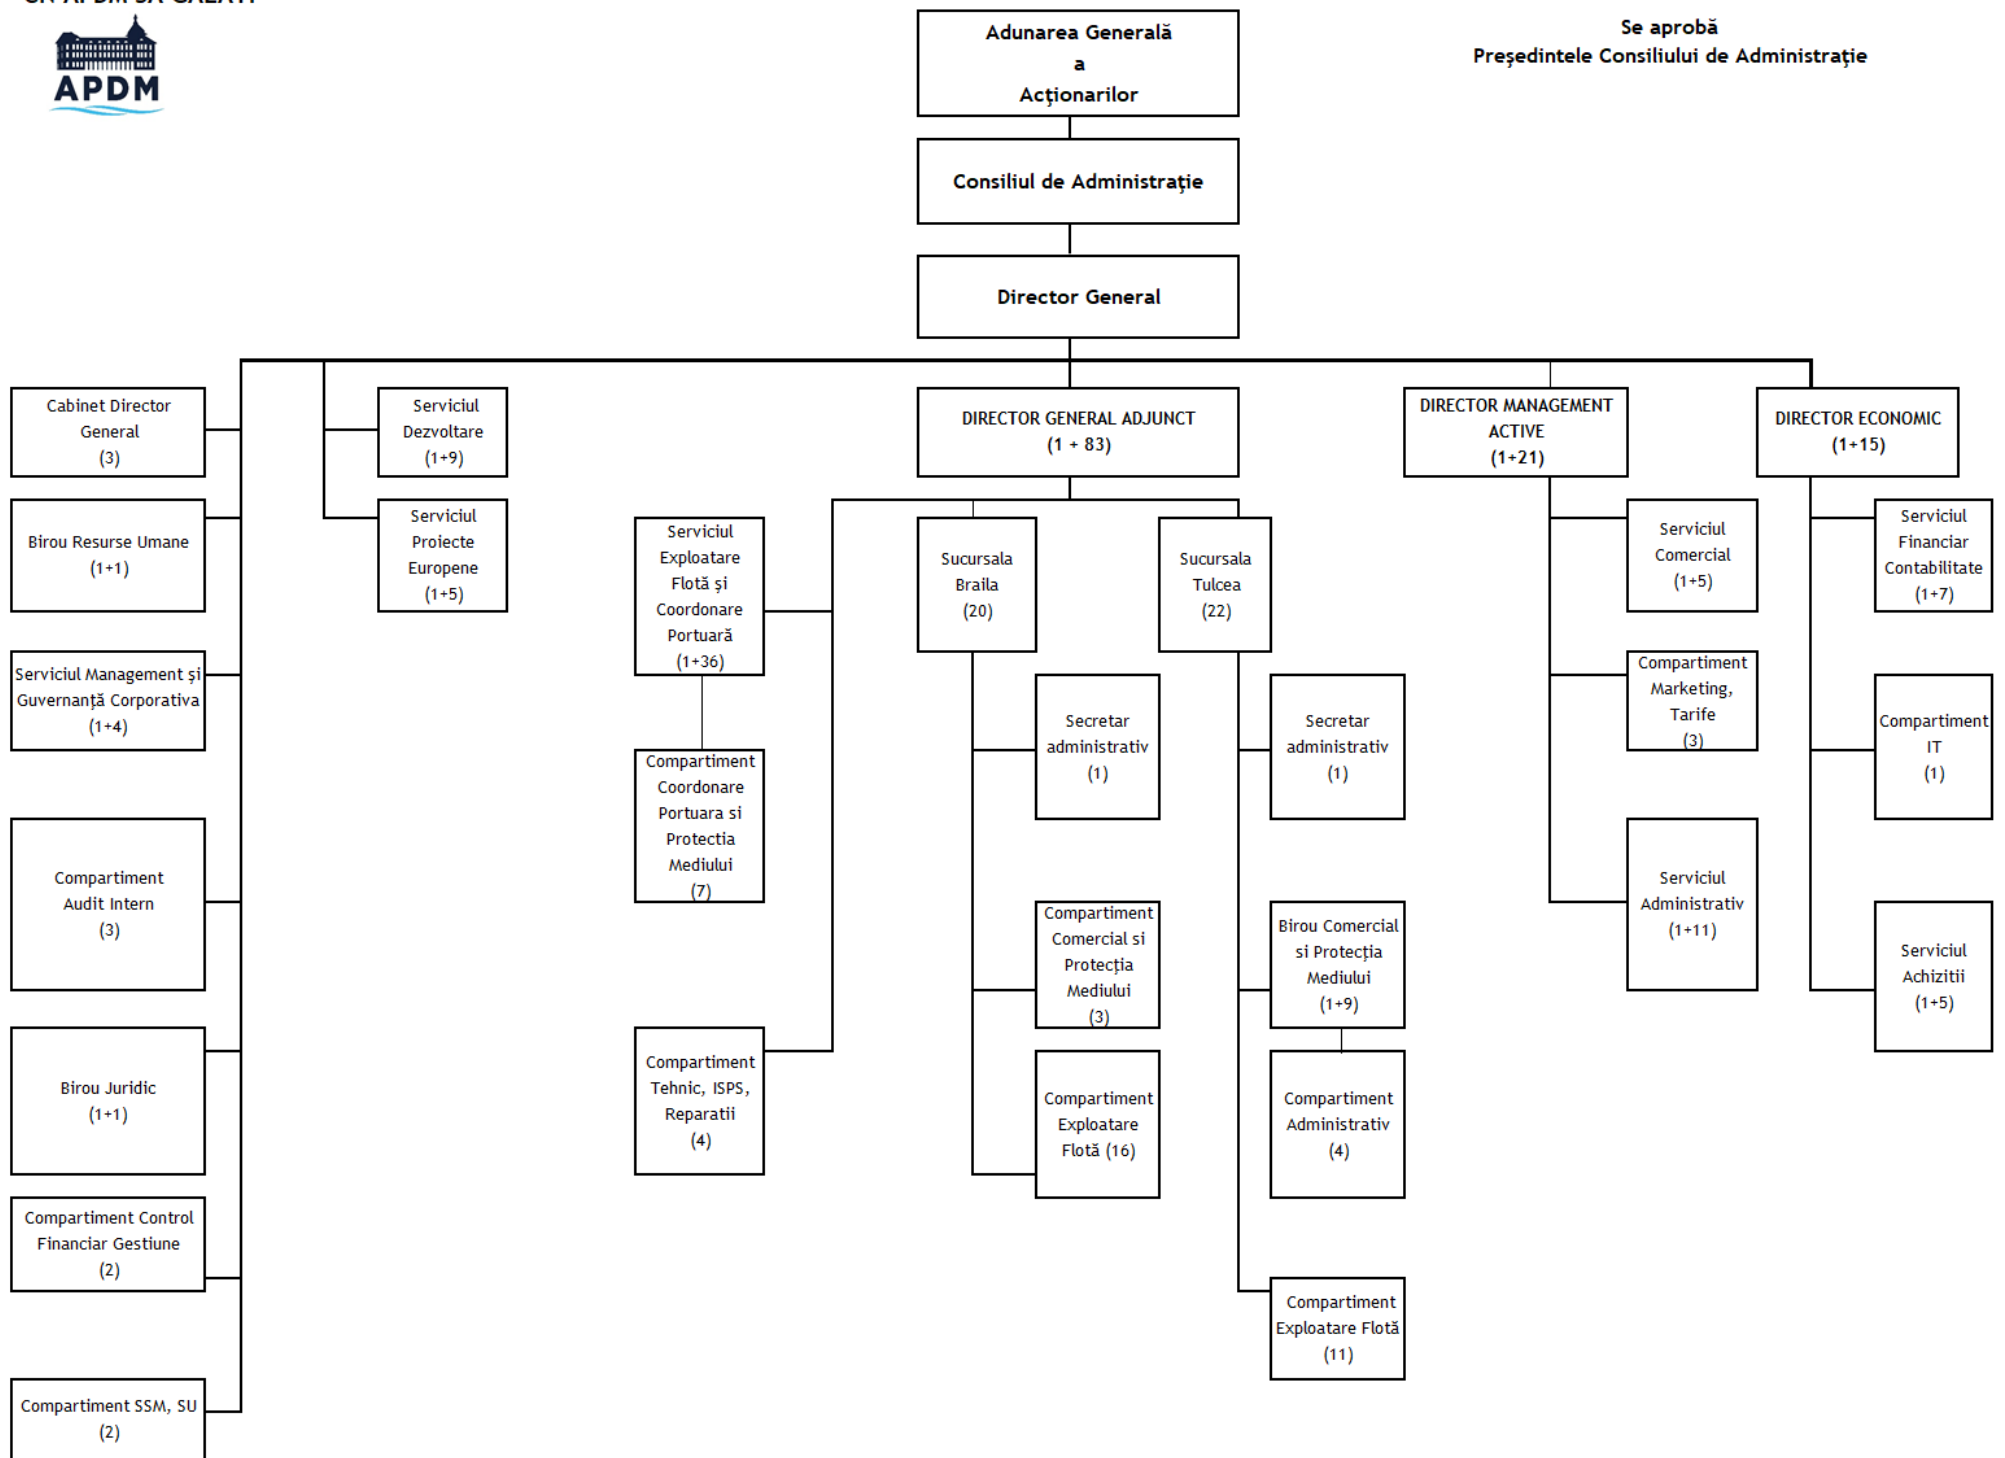 CN APDM SA GALATI
APDM
Se aprobă
Președintele Consiliului de Administrație
Adunarea Generală
a
Acționarilor
Consiliul de Administrație
Director General
Cabinet Director
General
(3)
Serviciul
Dezvoltare
(1+9)
DIRECTOR GENERAL ADJUNCT
(1 + 83)
DIRECTOR MANAGEMENT
ACTIVE
(1+21)
DIRECTOR ECONOMIC
(1+15)
Birou Resurse Umane
(1+1)
Serviciul
Proiecte
Europene
(1+5)
Serviciul
Exploatare
Flotă și
Coordonare
Portuară
(1+36)
Sucursala
Braila
(20)
Sucursala
Tulcea
(22)
Serviciul
Comercial
(1+5)
Serviciul
Financiar
Contabilitate
(1+7)
Serviciul Management și
Guvernanță Corporativa
(1+4)
Compartiment
Coordonare
Portuara si
Protectia
Mediului
(7)
Secretar
administrativ
(1)
Secretar
administrativ
(1)
Compartiment
Marketing,
Tarife
(3)
Compartiment
IT
(1)
Compartiment
Audit Intern
(3)
Compartiment
Comercial si
Protecția
Mediului
(3)
Birou Comercial
si Protecția
Mediului
(1+9)
Serviciul
Administrativ
(1+11)
Serviciul
Achizitii
(1+5)
Birou Juridic
(1+1)
Compartiment
Tehnic, ISPS,
Reparatii
(4)
Compartiment
Exploatare
Flotă (16)
Compartiment
Administrativ
(4)
Compartiment Control
Financiar Gestiune
(2)
Compartiment
Exploatare Flotă
(11)
Compartiment SSM, SU
(2)